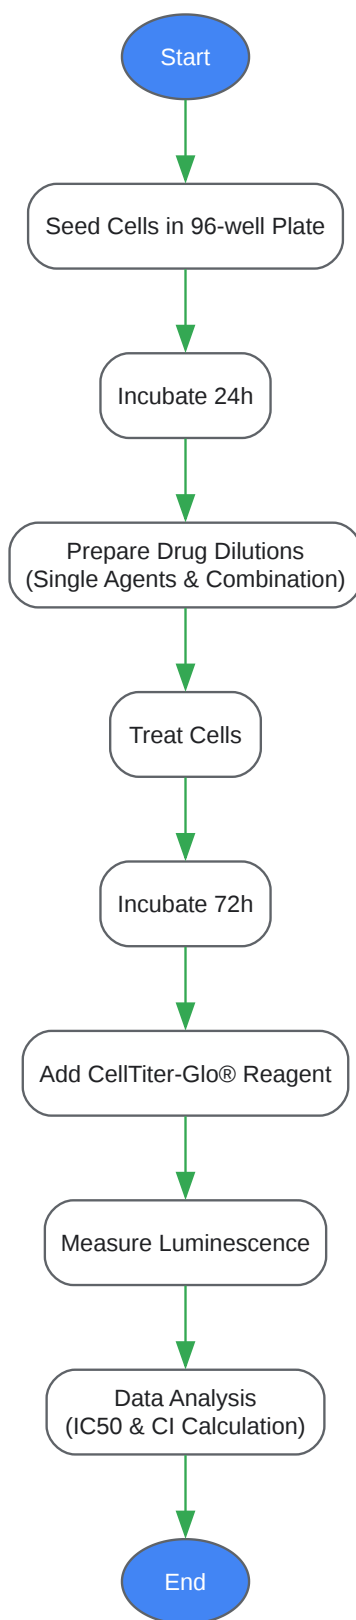 Start
Seed Cells in 96-well Plate
Incubate 24h
Prepare Drug Dilutions
(Single Agents & Combination)
Treat Cells
Incubate 72h
Add CellTiter-Glo® Reagent
Measure Luminescence
Data Analysis
(IC50 & CI Calculation)
End